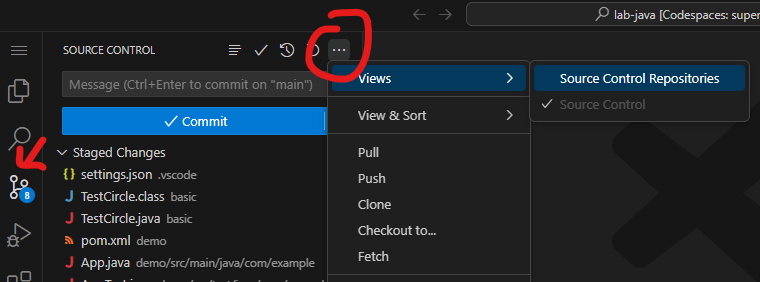 lab-java [Codespaces: super
SOURCE CONTROL
Message (Ctrl+Enter to commit on "main")
Commit
Staged Changes
settings.json .vscode
TestCircle.class basic
TestCircle.java basic
pom.xml demo
App.java demo/src/main/java/com/example
8
Views
View & Sort
Pull
Push
Clone
Checkout to...
Fetch
Source Control Repositories
Source Control